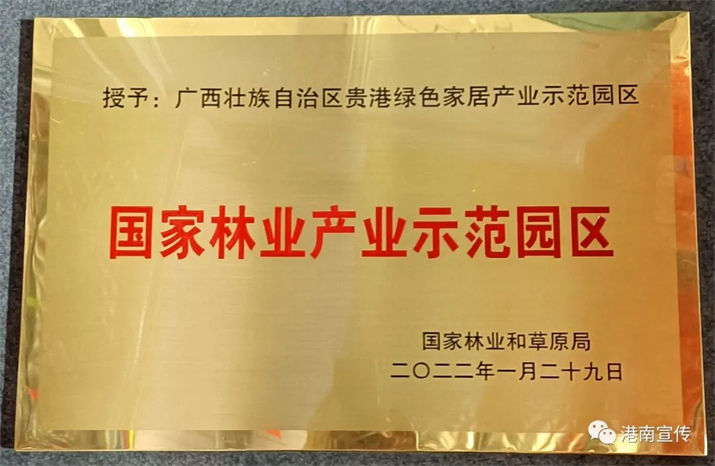 授予：广西壮族自治区贵港绿色家居产业示范园区
国家林业产业示范园区
国家林业和草原局
二〇二二年一月二十九日
港南宣传